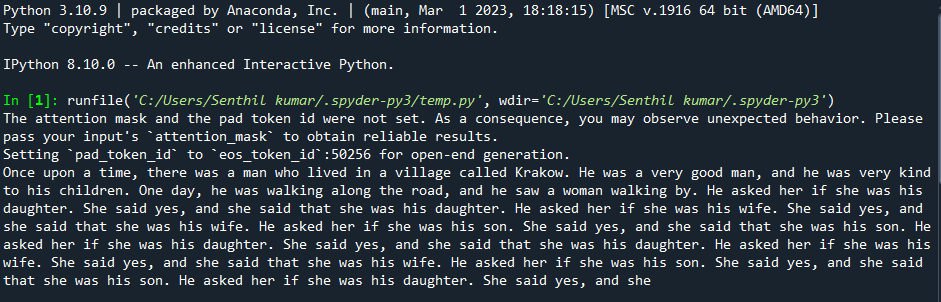 Python 3.10.9 | packaged by Anaconda, Inc. | (main, Mar  1 2023, 18:18:15) [MSC v.1916 64 bit (AMD64)]
Type "copyright", "credits" or "license" for more information.
IPython 8.10.0 -- An enhanced Interactive Python.
In [1]: runfile('C:/Users/Senthil kumar/.spyder-py3/temp.py', wdir='C:/Users/Senthil kumar/.spyder-py3')
The attention mask and the pad token id were not set. As a consequence, you may observe unexpected behavior. Please
pass your input's `attention_mask` to obtain reliable results.
Setting `pad_token_id` to `eos_token_id`:50256 for open-end generation.
Once upon a time, there was a man who lived in a village called Krakow. He was a very good man, and he was very kind
to his children. One day, he was walking along the road, and he saw a woman walking by. He asked her if she was his
daughter. She said yes, and she said that she was his daughter. He asked her if she was his wife. She said yes, and
she said that she was his wife. He asked her if she was his son. She said yes, and she said that she was his son. He
asked her if she was his daughter. She said yes, and she said that she was his daughter. He asked her if she was his
wife. She said yes, and she said that she was his wife. He asked her if she was his son. She said yes, and she said
that she was his son. He asked her if she was his daughter. She said yes, and she